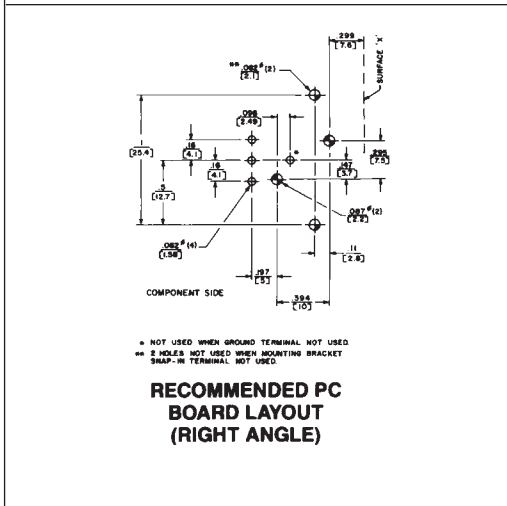 .299
[7.6]
SURFACE 'X'
** .082ø (2)
[2.1]
.098
[2.49]
*
1
[25.4]
.16
[4.1]
.16
[4.1]
.295
[7.5]
.147
[3.7]
.5
[12.7]
.087ø (2)
[2.2]
.062ø (4)
[1.58]
.11
[2.8]
.197
[5]
.394
[10]
COMPONENT SIDE
* NOT USED WHEN GROUND TERMINAL NOT USED.
** 2 HOLES NOT USED WHEN MOUNTING BRACKET
SNAP-IN TERMINAL NOT USED.
RECOMMENDED PC
BOARD LAYOUT
(RIGHT ANGLE)